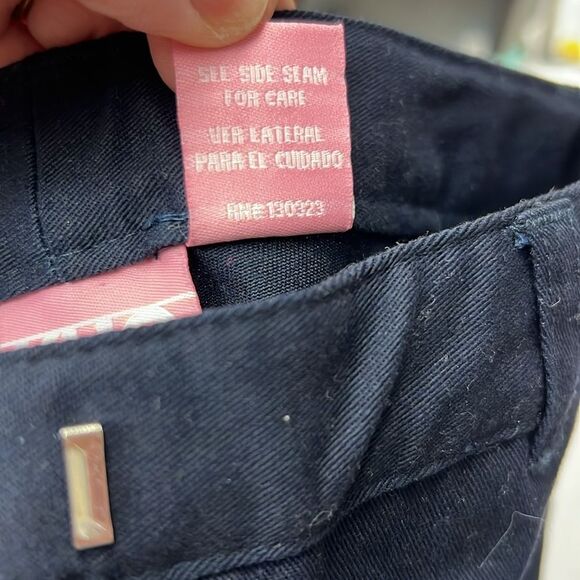 SEE SIDE SEAM
FOR CARE
VER LATERAL
PARA EL CUIDADO
RN# 130323